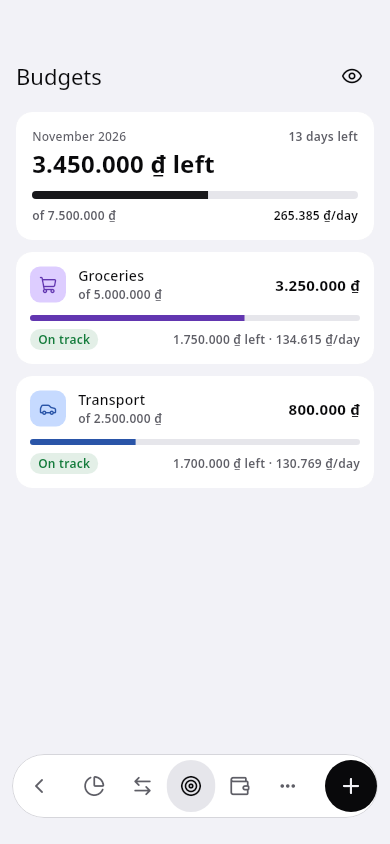 Budgets
November 2026
13 days left
3.450.000 ₫ left
of 7.500.000 ₫
265.385 ₫/day
Groceries
of 5.000.000 ₫
3.250.000 ₫
On track
1.750.000 ₫ left · 134.615 ₫/day
Transport
of 2.500.000 ₫
800.000 ₫
On track
1.700.000 ₫ left · 130.769 ₫/day